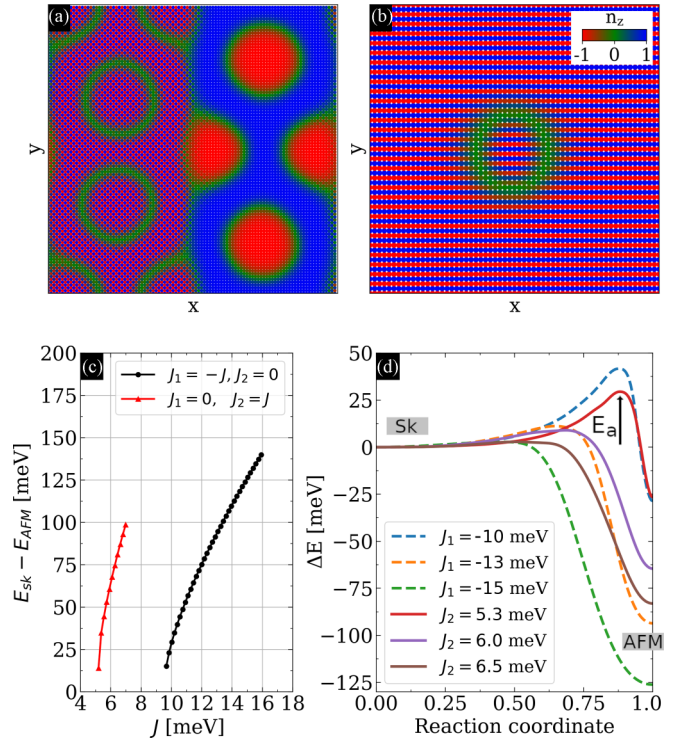 (a)
y
x
(b)
n_z
-1 0 1
y
x
(c)
200
175
150
125
100
75
50
25
0
E_sk − E_AFM [meV]
J_1 = −J, J_2 = 0
J_1 = 0, J_2 = J
4 6 8 10 12 14 16 18
J [meV]
(d)
50
25
0
−25
−50
−75
−100
−125
ΔE [meV]
Sk
E_a
J_1 = -10 meV
J_1 = -13 meV
J_1 = -15 meV
J_2 = 5.3 meV
J_2 = 6.0 meV
J_2 = 6.5 meV
AFM
0.00 0.25 0.50 0.75 1.0
Reaction coordinate